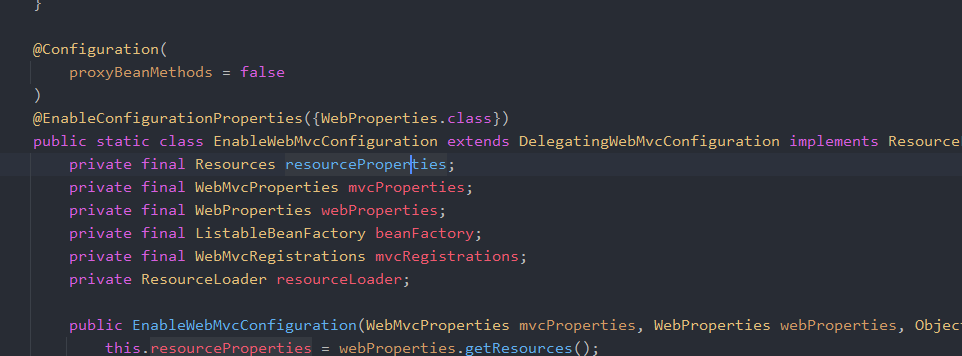 }
@Configuration(
proxyBeanMethods = false
)
@EnableConfigurationProperties({WebProperties.class})
public static class EnableWebMvcConfiguration extends DelegatingWebMvcConfiguration implements Resource
private final Resources resourceProperties;
private final WebMvcProperties mvcProperties;
private final WebProperties webProperties;
private final ListableBeanFactory beanFactory;
private final WebMvcRegistrations mvcRegistrations;
private ResourceLoader resourceLoader;
public EnableWebMvcConfiguration(WebMvcProperties mvcProperties, WebProperties webProperties, Objec
this.resourceProperties = webProperties.getResources();